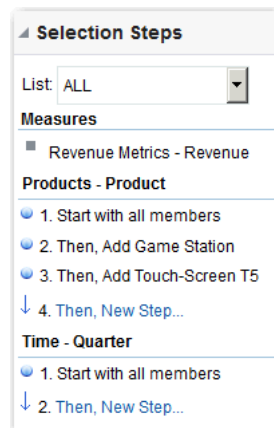 Selection Steps
List: ALL
Measures
Revenue Metrics - Revenue
Products - Product
1. Start with all members
2. Then, Add Game Station
3. Then, Add Touch-Screen T5
4. Then, New Step...
Time - Quarter
1. Start with all members
2. Then, New Step...